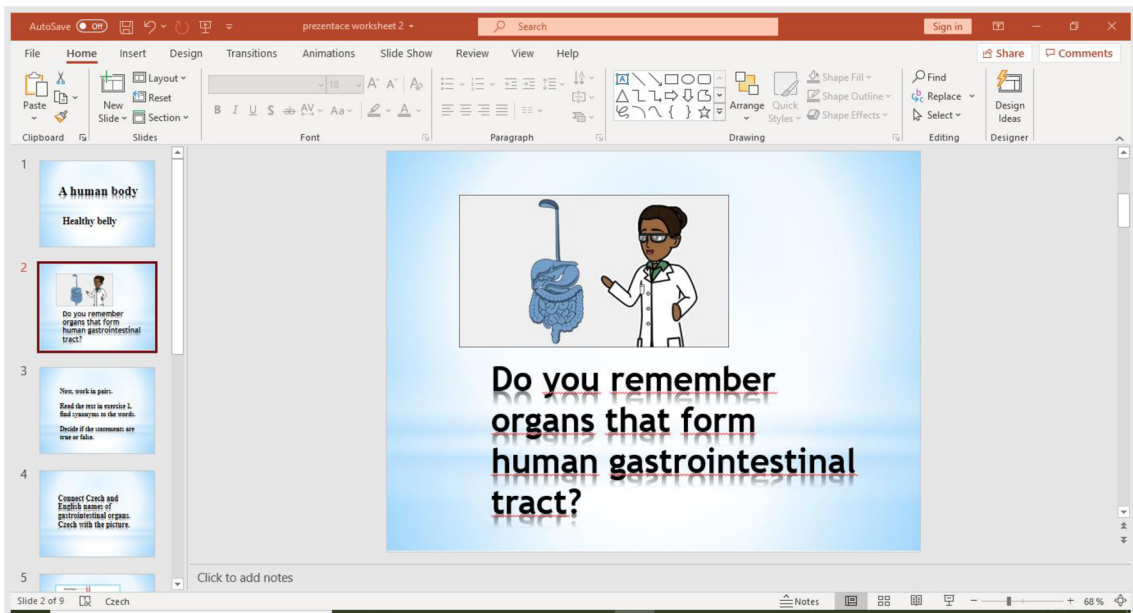 AutoSave Off prezentace worksheet 2 Search Sign in
File Home Insert Design Transitions Animations Slide Show Review View Help Share Comments
Paste
New Slide
Layout
Reset
Section
18
B I U S ab AV Aa A
Arrange
Quick Styles
Shape Fill
Shape Outline
Shape Effects
Find
Replace
Select
Design Ideas
Clipboard Slides Font Paragraph Drawing Editing Designer
1
A human body
Healthy belly
2
Do you remember
organs that form
human gastrointestinal
tract?
3
Now, work in pairs.
Read the text in exercise 1,
find synonyms to the words.
Decide if the statements are
true or false.
4
Connect Czech and
English names of
gastrointestinal organs.
Czech with the picture.
5
Do you remember
organs that form
human gastrointestinal
tract?
Click to add notes
Slide 2 of 9 Czech Notes 68 %